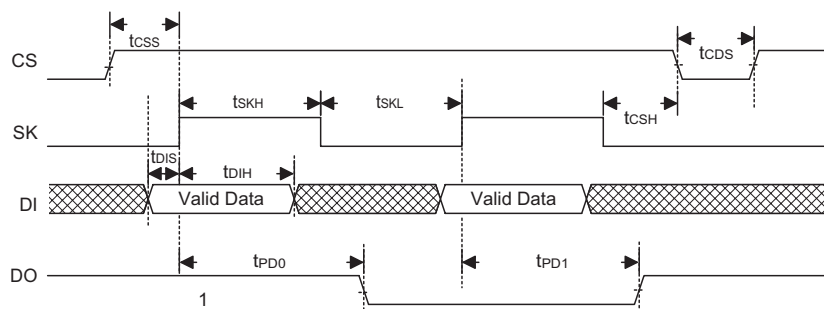 tCSS
tCDS
CS
tSKH
tSKL
tCSH
SK
tDIS
tDIH
DI
Valid Data
Valid Data
tPD0
tPD1
DO
1